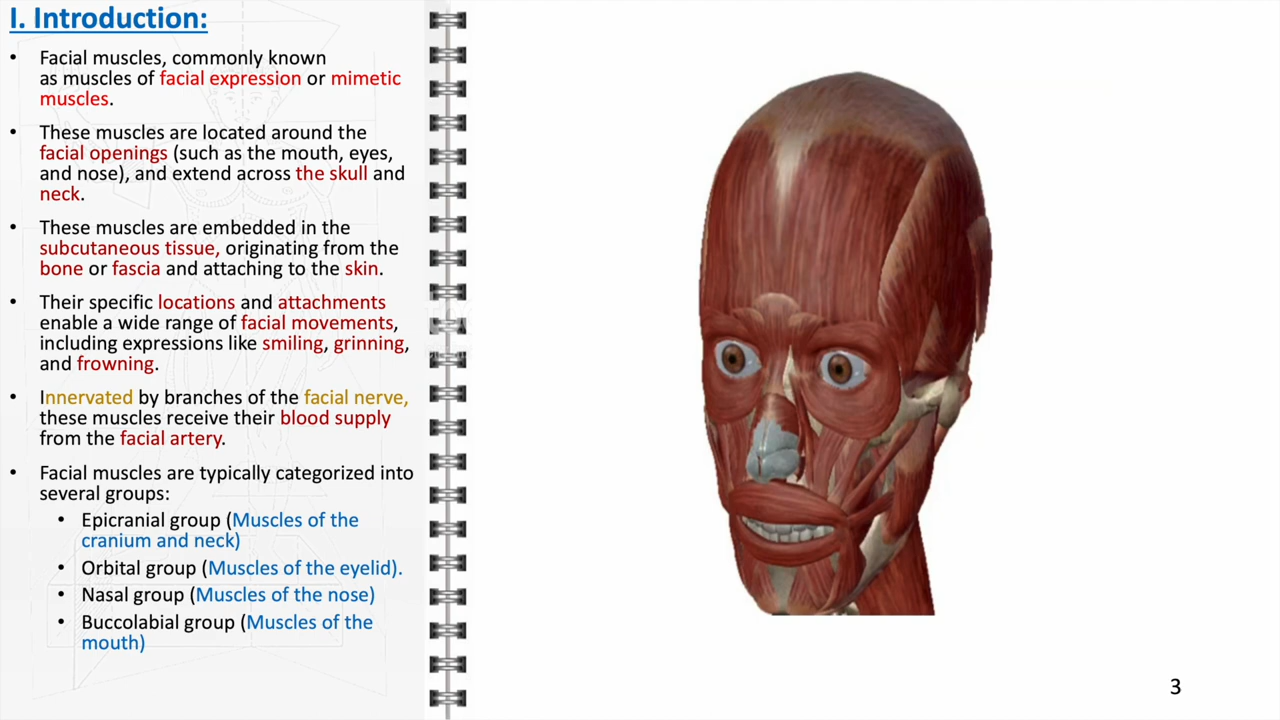 I. Introduction:
• Facial muscles, commonly known
as muscles of facial expression or mimetic
muscles.
• These muscles are located around the
facial openings (such as the mouth, eyes,
and nose), and extend across the skull and
neck.
• These muscles are embedded in the
subcutaneous tissue, originating from the
bone or fascia and attaching to the skin.
• Their specific locations and attachments
enable a wide range of facial movements,
including expressions like smiling, grinning,
and frowning.
• Innervated by branches of the facial nerve,
these muscles receive their blood supply
from the facial artery.
• Facial muscles are typically categorized into
several groups:
• Epicranial group (Muscles of the
cranium and neck)
• Orbital group (Muscles of the eyelid).
• Nasal group (Muscles of the nose)
• Buccolabial group (Muscles of the
mouth)
3